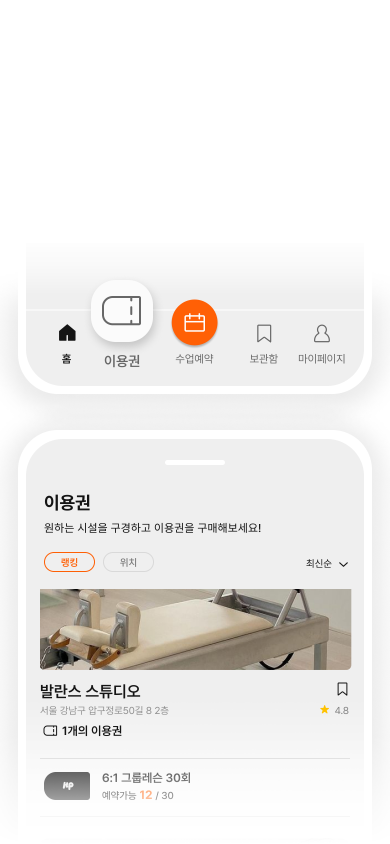 홈
이용권
수업예약
보관함
마이페이지
이용권
원하는 시설을 구경하고 이용권을 구매해보세요!
랭킹
위치
최신순
발란스 스튜디오
서울 강남구 압구정로50길 8 2층
4.8
1개의 이용권
6:1 그룹레슨 30회
예약가능 12 / 30